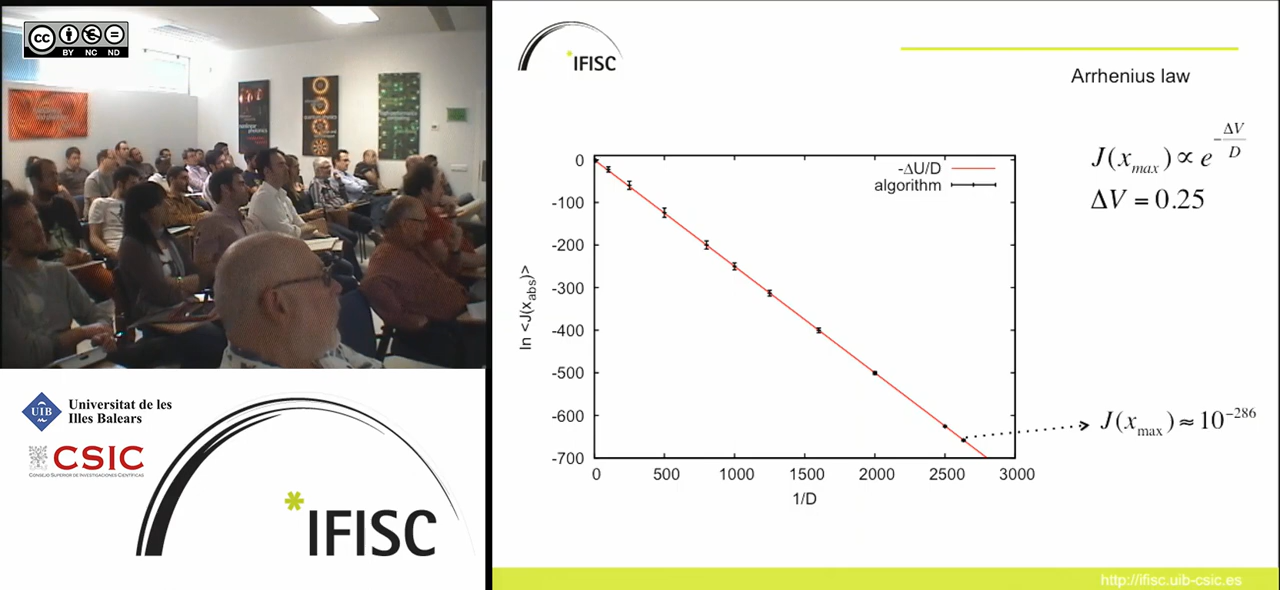 cc
BY NC ND
*IFISC
Arrhenius law
J(x_max) ∝ e^(-ΔV/D)
ΔV = 0.25
-ΔU/D
algorithm
0
-100
-200
-300
-400
-500
-600
-700
ln <J(x_abs)>
0 500 1000 1500 2000 2500 3000
1/D
J(x_max) ≈ 10^-286
UIB
Universitat de les
Illes Balears
CSIC
CONSEJO SUPERIOR DE INVESTIGACIONES CIENTÍFICAS
*IFISC
http://ifisc.uib-csic.es